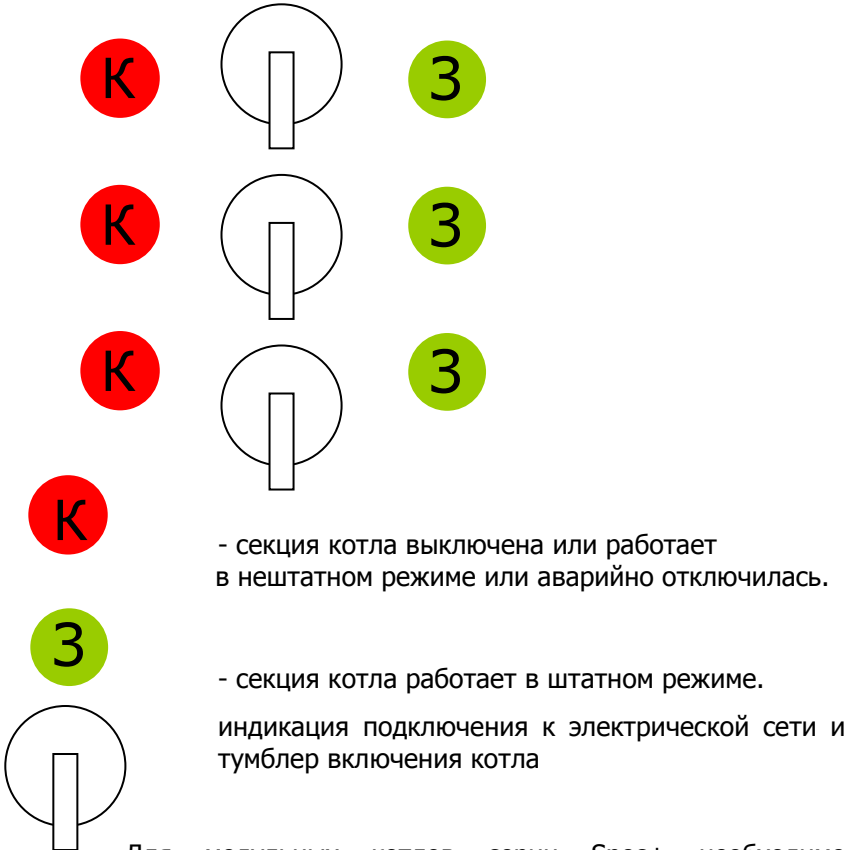 К З
К З
К З
К
- секция котла выключена или работает
в нештатном режиме или аварийно отключилась.
З
- секция котла работает в штатном режиме.
индикация подключения к электрической сети и
тумблер включения котла